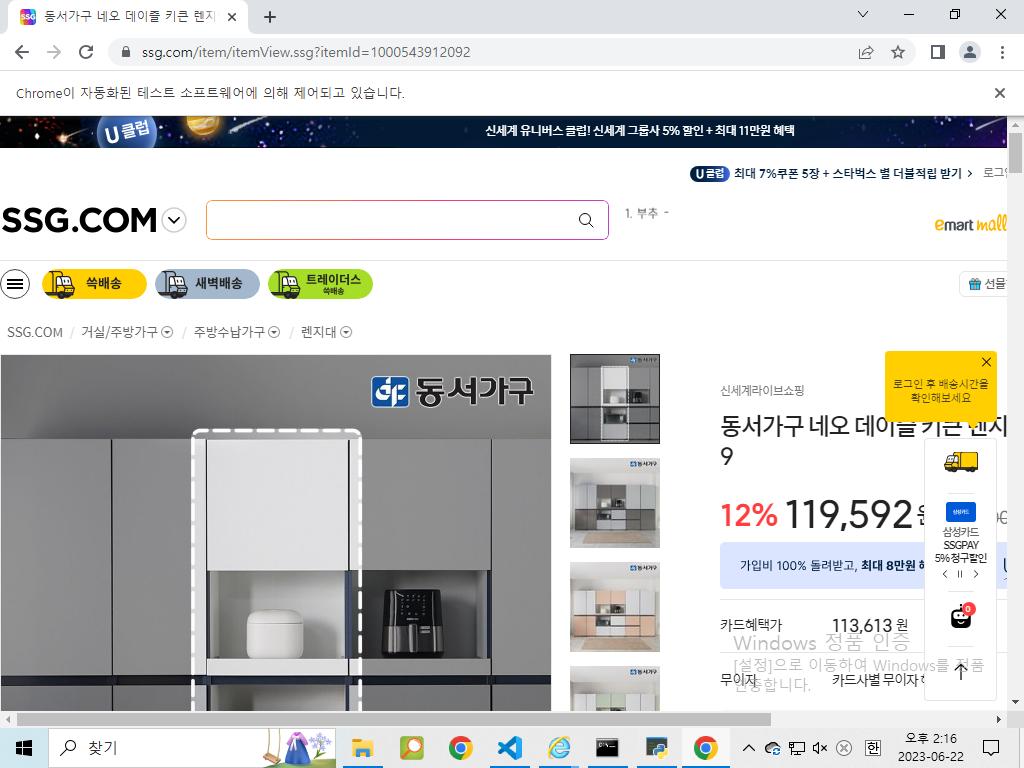 동서가구 네오 데이즐 키큰 렌지
ssg.com/item/itemView.ssg?itemId=1000543912092
Chrome이 자동화된 테스트 소프트웨어에 의해 제어되고 있습니다.
U클럽
신세계 유니버스 클럽! 신세계 그룹사 5% 할인 + 최대 11만원 혜택
U클럽 최대 7%쿠폰 5장 + 스타벅스 별 더블적립 받기 >
SSG.COM
1. 부추 -
emart mall
쓱배송
새벽배송
트레이더스
쓱배송
선물
SSG.COM / 거실/주방가구 / 주방수납가구 / 렌지대
동서가구
신세계라이브쇼핑
로그인 후 배송시간을
확인해보세요
동서가구 네오 데이즐 키큰 렌지
9
12% 119,592
삼성카드
삼성카드
SSGPAY
5% 청구할인
가입비 100% 돌려받고, 최대 8만원
0
카드혜택가 113,613 원
무이자 카드사별 무이자
Windows 정품 인증
[설정]으로 이동하여 Windows를 정품
인증합니다.
찾기
오후 2:16
2023-06-22
한